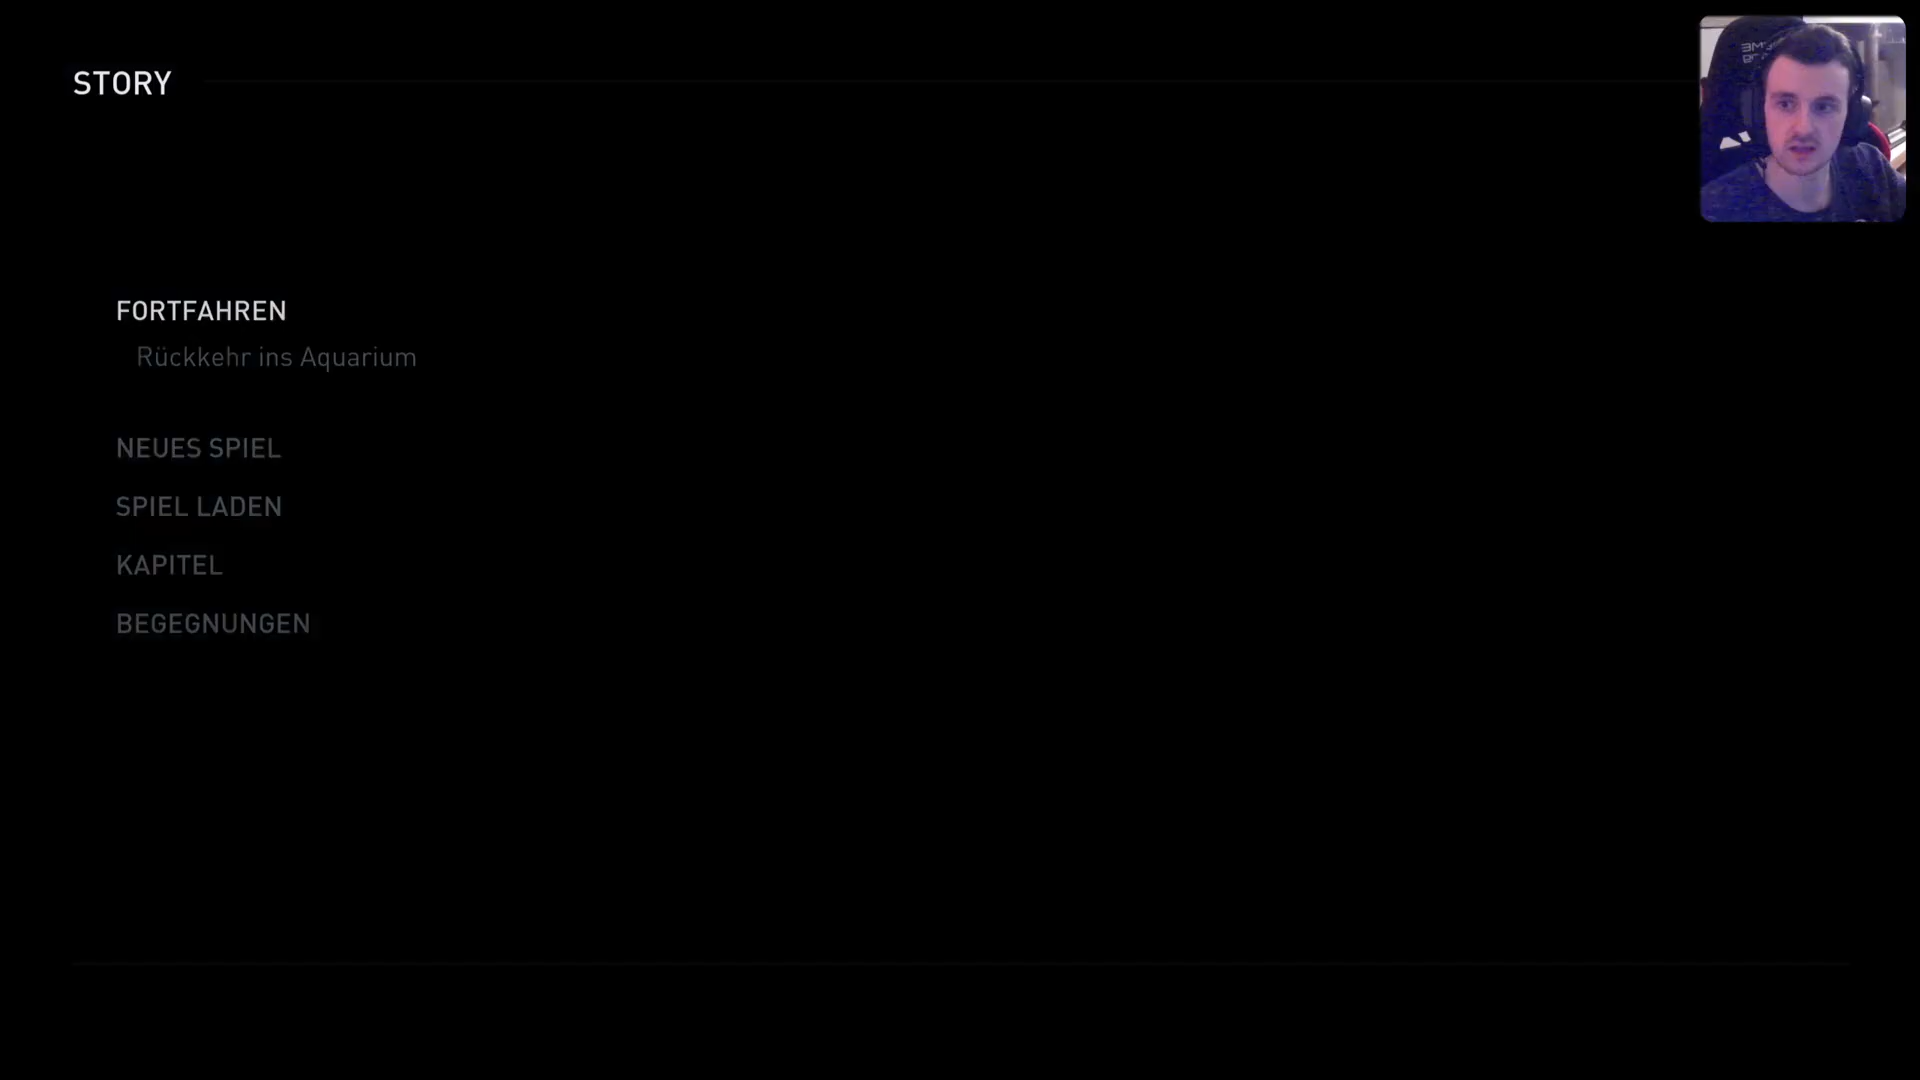 STORY
FORTFAHREN
Rückkehr ins Aquarium
NEUES SPIEL
SPIEL LADEN
KAPITEL
BEGEGNUNGEN